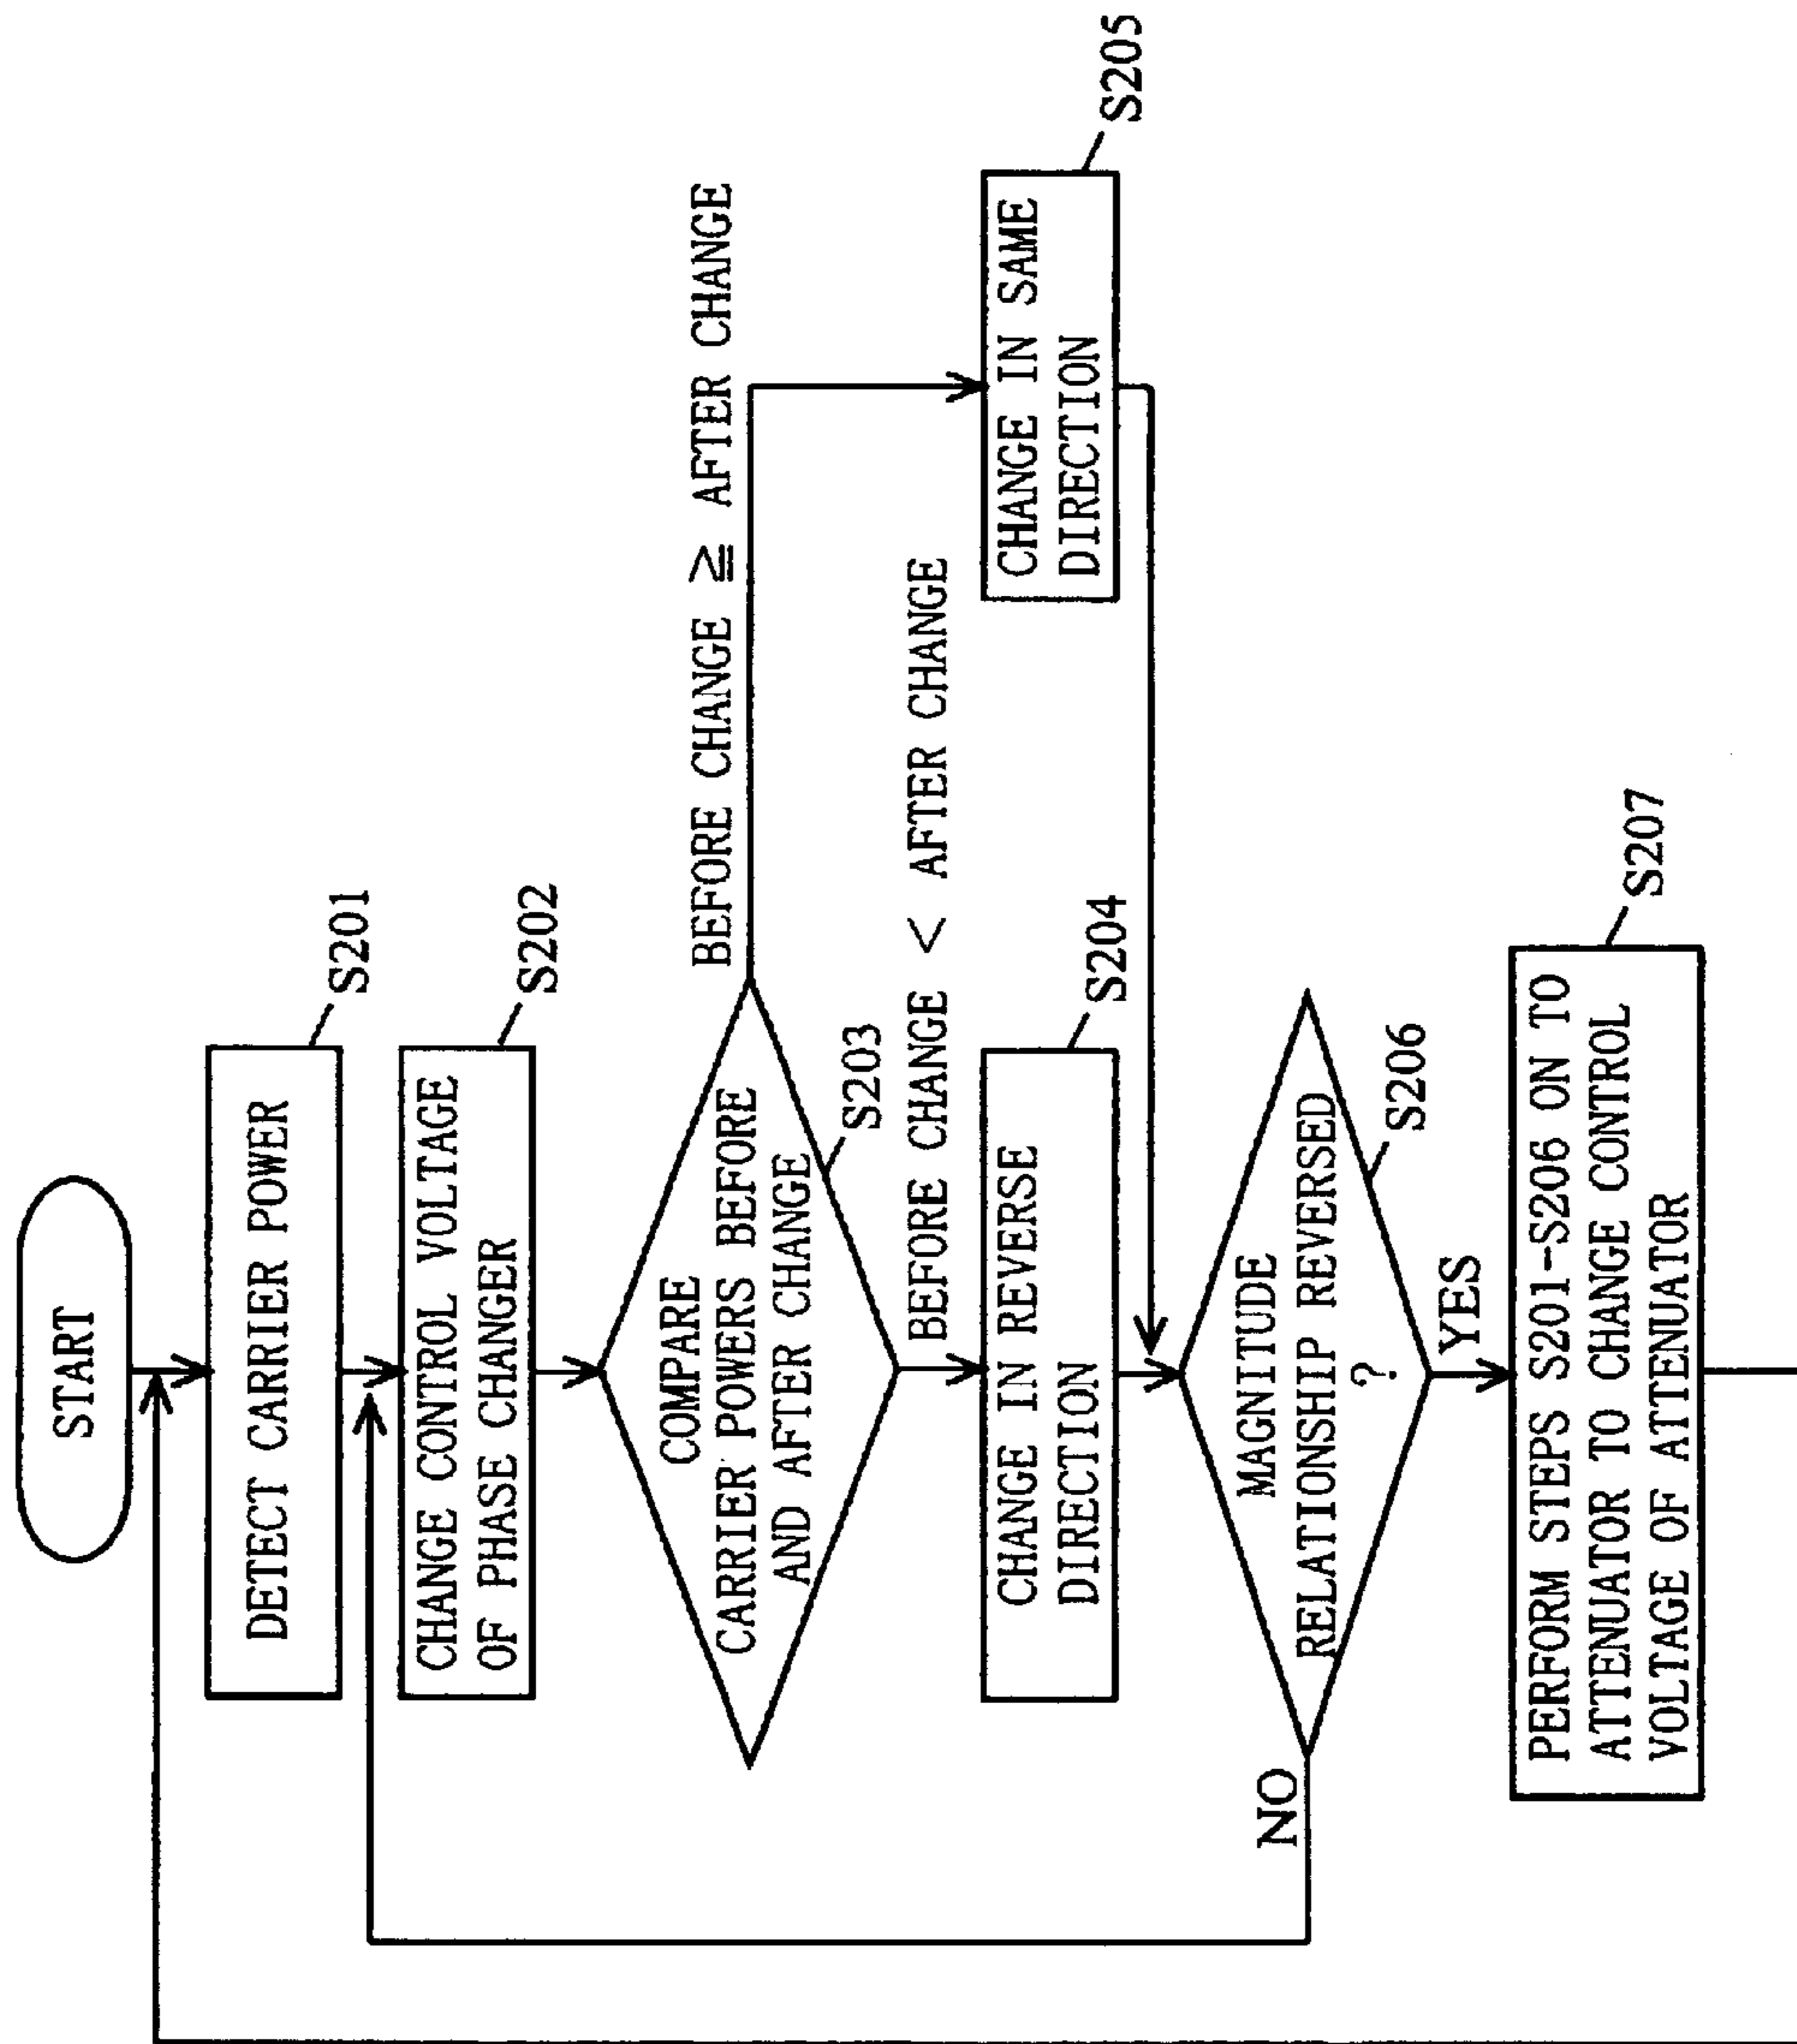 START
DETECT CARRIER POWER
S201
CHANGE CONTROL VOLTAGE
OF PHASE CHANGER
S202
COMPARE
CARRIER POWERS BEFORE
AND AFTER CHANGE
S203
BEFORE CHANGE ≧ AFTER CHANGE
BEFORE CHANGE < AFTER CHANGE
CHANGE IN REVERSE
DIRECTION
S204
CHANGE IN SAME
DIRECTION
S205
MAGNITUDE
RELATIONSHIP REVERSED
?
S206
NO
YES
PERFORM STEPS S201-S206 ON TO
ATTENUATOR TO CHANGE CONTROL
VOLTAGE OF ATTENUATOR
S207